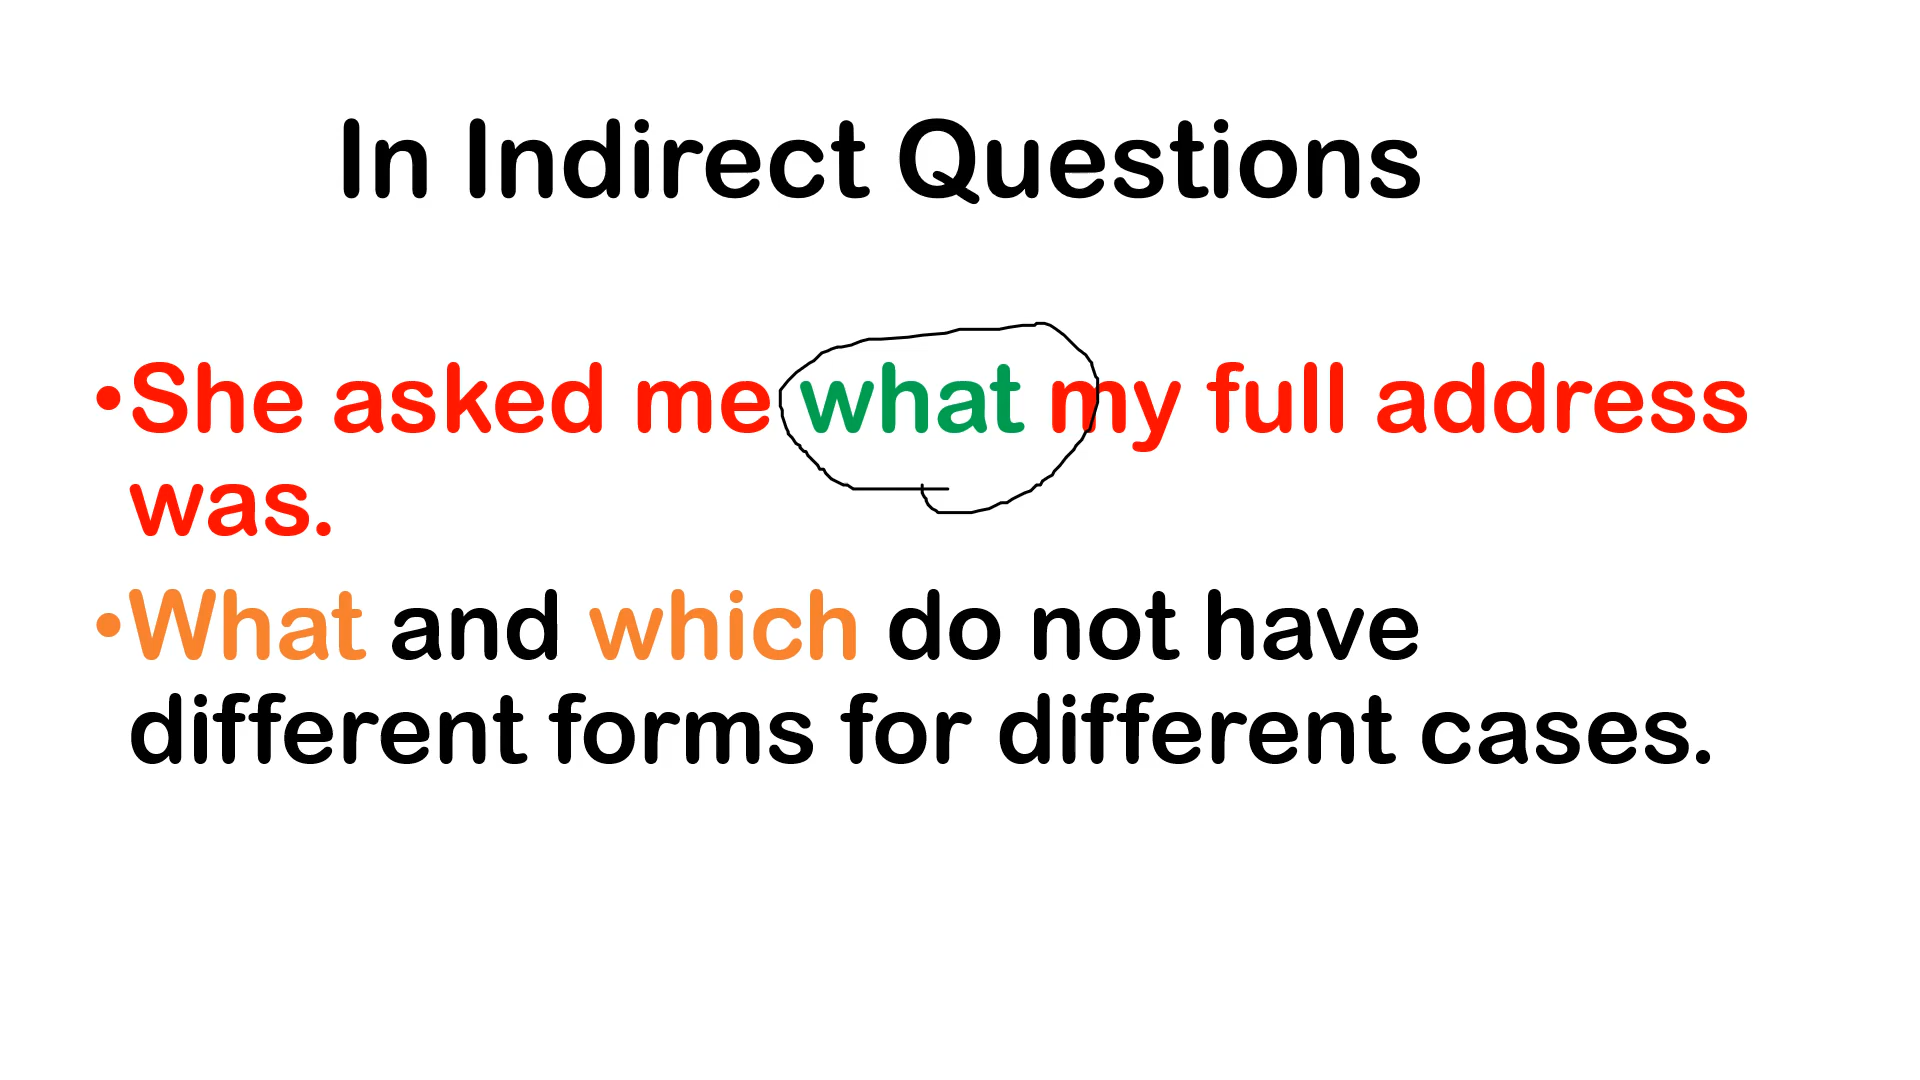 In Indirect Questions
•She asked me what my full address
was.
•What and which do not have
different forms for different cases.